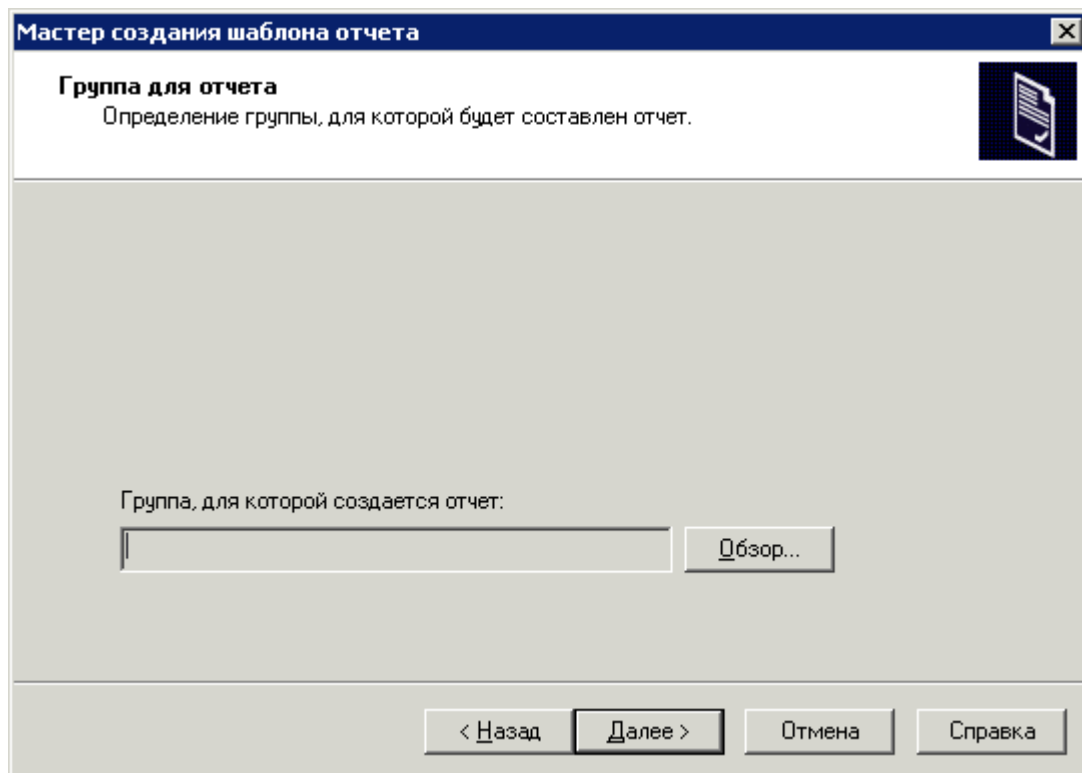 Мастер создания шаблона отчета
Группа для отчета
Определение группы, для которой будет составлен отчет.
Группа, для которой создается отчет:
Обзор...
< Назад Далее > Отмена Справка